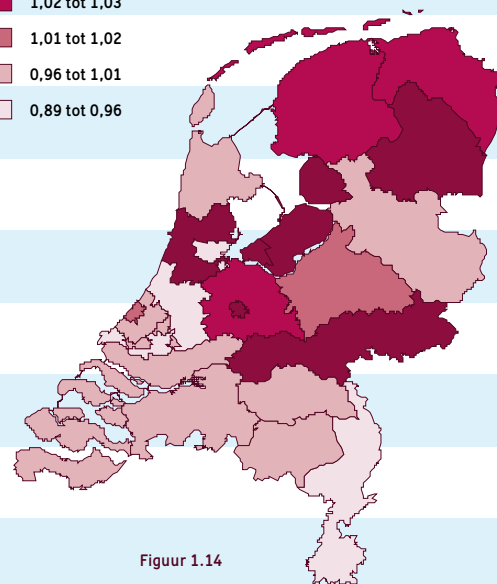 1,02 tot 1,03
1,01 tot 1,02
0,96 tot 1,01
0,89 tot 0,96
Figuur 1.14